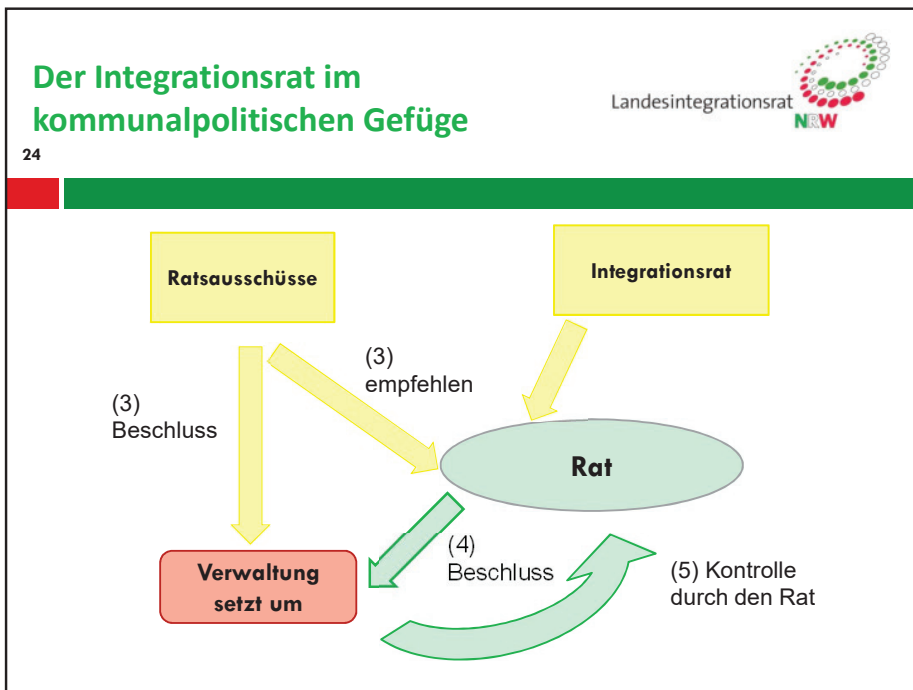 Der Integrationsrat im
kommunalpolitischen Gefüge
Landesintegrationsrat
NRW
24
Ratsausschüsse
Integrationsrat
(3)
empfehlen
(3)
Beschluss
Rat
(4)
Beschluss
(5) Kontrolle
durch den Rat
Verwaltung
setzt um